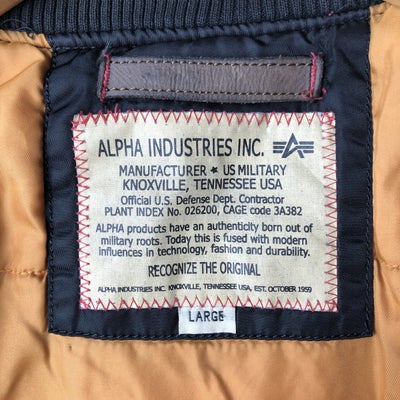 ALPHA INDUSTRIES INC.
MANUFACTURER ★ US MILITARY
KNOXVILLE, TENNESSEE USA
Official U.S. Defense Dept. Contractor
PLANT INDEX No. 026200, CAGE code 3A382
ALPHA products have an authenticity born out of
military roots. Today this is fused with modern
influences in technology, fashion and durability.
RECOGNIZE THE ORIGINAL
ALPHA INDUSTRIES INC. KNOXVILLE, TENNESSEE USA, EST. OCTOBER 1959
LARGE